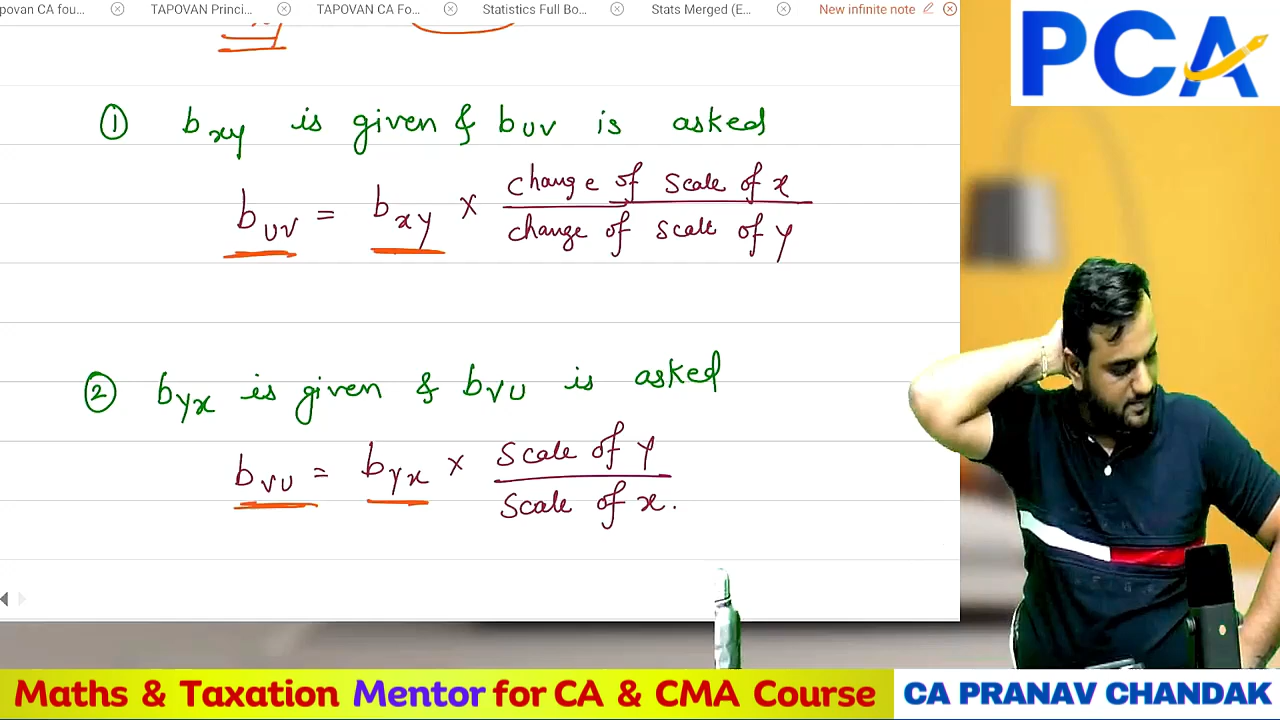 povan CA fou... TAPOVAN Princi... TAPOVAN CA Fo... Statistics Full Bo... Stats Merged (E... New infinite note
PCA
① bxy is given & buv is asked
buv = bxy × change of scale of x / change of scale of y
② byx is given & bvu is asked
bvu = byx × scale of y / scale of x.
Maths & Taxation Mentor for CA & CMA Course
CA PRANAV CHANDAK